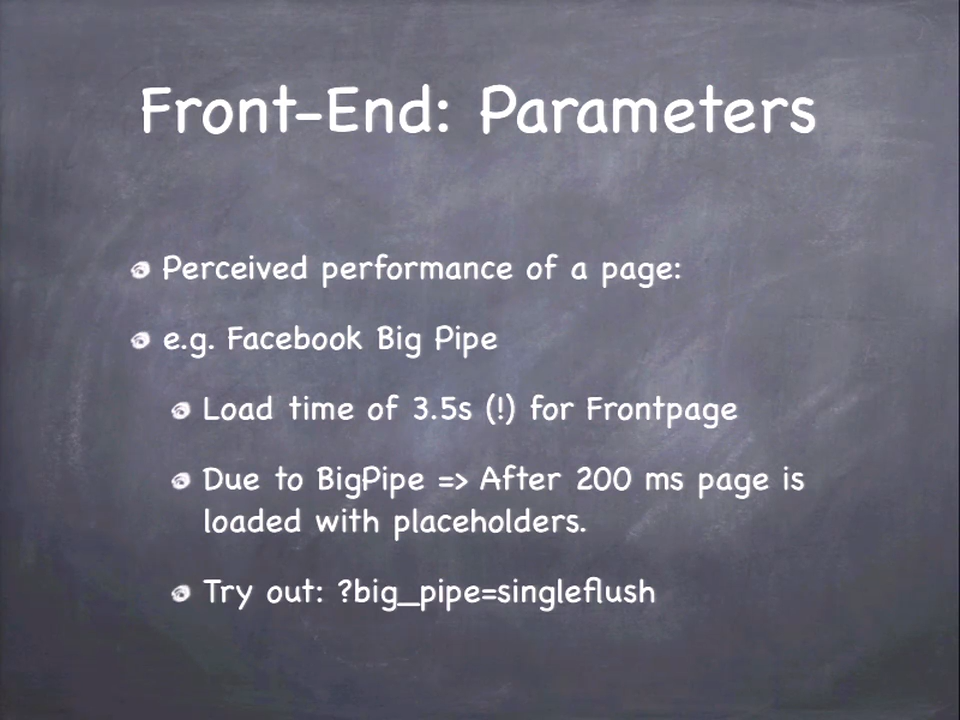 Front-End: Parameters
Perceived performance of a page:
e.g. Facebook Big Pipe
Load time of 3.5s (!) for Frontpage
Due to BigPipe => After 200 ms page is
loaded with placeholders.
Try out: ?big_pipe=singleflush